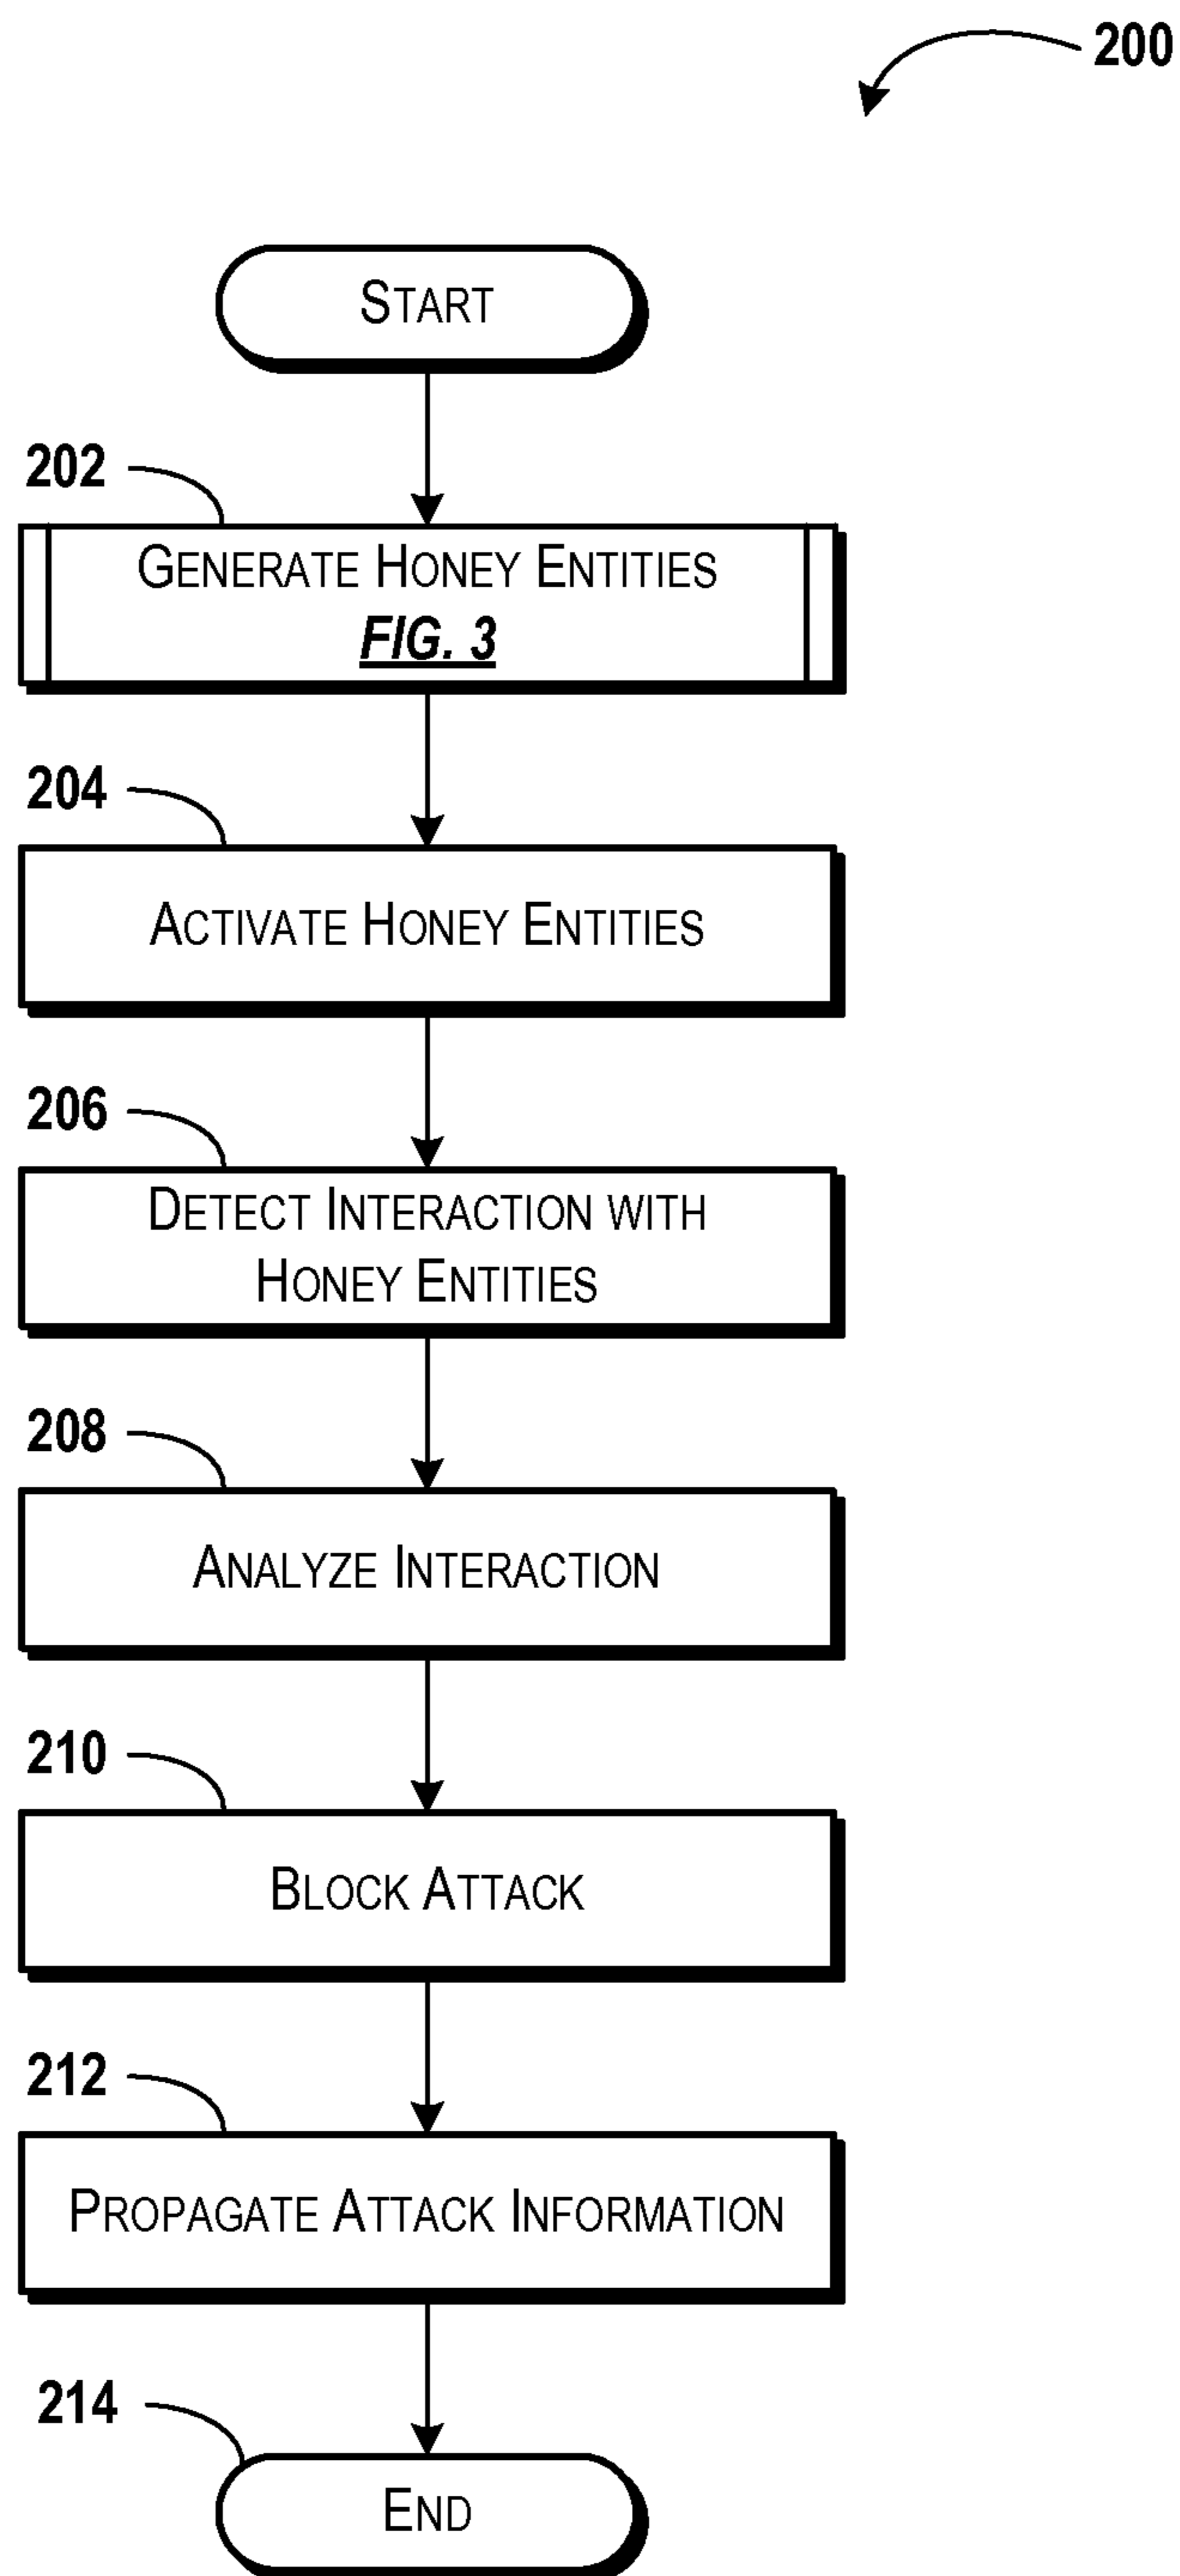 200
START
202
GENERATE HONEY ENTITIES
FIG. 3
204
ACTIVATE HONEY ENTITIES
206
DETECT INTERACTION WITH
HONEY ENTITIES
208
ANALYZE INTERACTION
210
BLOCK ATTACK
212
PROPAGATE ATTACK INFORMATION
214
END